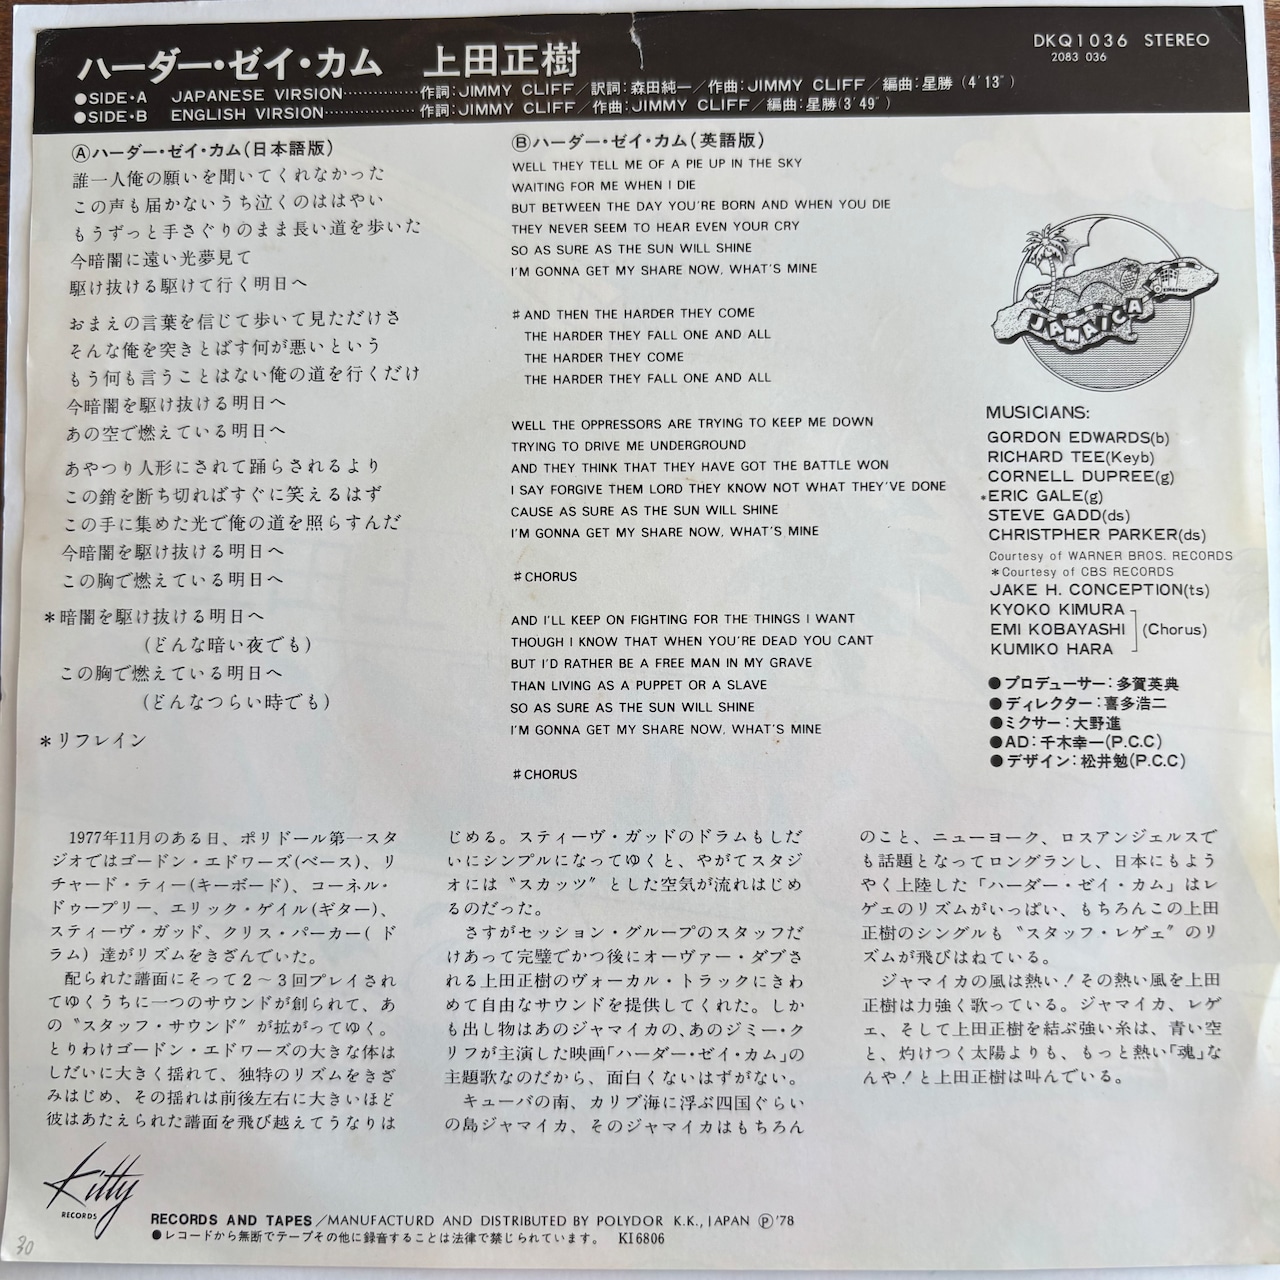 ハーダー・ゼイ・カム 上田正樹
DKQ1036 STEREO
2083 036
●SIDE・A JAPANESE VIRSION……………作詞:JIMMY CLIFF/訳詞:森田純一/作曲:JIMMY CLIFF/編曲:星勝 (4′13″)
●SIDE・B ENGLISH VIRSION………………作詞:JIMMY CLIFF/作曲:JIMMY CLIFF/編曲:星勝(3′49″)
Ⓐハーダー・ゼイ・カム(日本語版)
誰一人俺の願いを聞いてくれなかった
この声も届かないうち泣くのははやい
もうずっと手さぐりのまま長い道を歩いた
今暗闇に遠い光夢見て
駆け抜ける駆けて行く明日へ
おまえの言葉を信じて歩いて見ただけさ
そんな俺を突きとばす何が悪いという
もう何も言うことはない俺の道を行くだけ
今暗闇を駆け抜ける明日へ
あの空で燃えている明日へ
あやつり人形にされて踊らされるより
この銷を断ち切ればすぐに笑えるはず
この手に集めた光で俺の道を照らすんだ
今暗闇を駆け抜ける明日へ
この胸で燃えている明日へ
*暗闇を駆け抜ける明日へ
(どんな暗い夜でも)
この胸で燃えている明日へ
(どんなつらい時でも)
*リフレイン
Ⓑハーダー・ゼイ・カム(英語版)
WELL THEY TELL ME OF A PIE UP IN THE SKY
WAITING FOR ME WHEN I DIE
BUT BETWEEN THE DAY YOU'RE BORN AND WHEN YOU DIE
THEY NEVER SEEM TO HEAR EVEN YOUR CRY
SO AS SURE AS THE SUN WILL SHINE
I'M GONNA GET MY SHARE NOW, WHAT'S MINE
♯AND THEN THE HARDER THEY COME
THE HARDER THEY FALL ONE AND ALL
THE HARDER THEY COME
THE HARDER THEY FALL ONE AND ALL
WELL THE OPPRESSORS ARE TRYING TO KEEP ME DOWN
TRYING TO DRIVE ME UNDERGROUND
AND THEY THINK THAT THEY HAVE GOT THE BATTLE WON
I SAY FORGIVE THEM LORD THEY KNOW NOT WHAT THEY'VE DONE
CAUSE AS SURE AS THE SUN WILL SHINE
I'M GONNA GET MY SHARE NOW, WHAT'S MINE
♯CHORUS
AND I'LL KEEP ON FIGHTING FOR THE THINGS I WANT
THOUGH I KNOW THAT WHEN YOU'RE DEAD YOU CANT
BUT I'D RATHER BE A FREE MAN IN MY GRAVE
THAN LIVING AS A PUPPET OR A SLAVE
SO AS SURE AS THE SUN WILL SHINE
I'M GONNA GET MY SHARE NOW, WHAT'S MINE
♯CHORUS
JAMAICA
KINGSTON
MUSICIANS:
GORDON EDWARDS(b)
RICHARD TEE(Keyb)
CORNELL DUPREE(g)
*ERIC GALE(g)
STEVE GADD(ds)
CHRISTPHER PARKER(ds)
Courtesy of WARNER BROS. RECORDS
*Courtesy of CBS RECORDS
JAKE H. CONCEPTION(ts)
KYOKO KIMURA
EMI KOBAYASHI (Chorus)
KUMIKO HARA
●プロデューサー:多賀英典
●ディレクター:喜多浩二
●ミクサー:大野進
●AD:千木幸一(P.C.C)
●デザイン:松井勉(P.C.C)
1977年11月のある日、ポリドール第一スタ
ジオではゴードン・エドワーズ(ベース)、リ
チャード・ティー(キーボード)、コーネル・
ドゥープリー、エリック・ゲイル(ギター)、
スティーヴ・ガッド、クリス・パーカー(ド
ラム)達がリズムをきざんでいた。
配られた譜面にそって2~3回プレイされ
てゆくうちに一つのサウンドが創られて、あ
の〝スタッフ・サウンド〟が拡がってゆく。
とりわけゴードン・エドワーズの大きな体は
しだいに大きく揺れて、独特のリズムをきざ
みはじめ、その揺れは前後左右に大きいほど
彼はあたえられた譜面を飛び越えてうなりは
じめる。スティーヴ・ガッドのドラムもしだ
いにシンプルになってゆくと、やがてスタジ
オには〝スカッツ〟とした空気が流れはじめ
るのだった。
さすがセッション・グループのスタッフだ
けあって完璧でかつ後にオーヴァー・ダブさ
れる上田正樹のヴォーカル・トラックにきわ
めて自由なサウンドを提供してくれた。しか
も出し物はあのジャマイカの、あのジミー・ク
リフが主演した映画「ハーダー・ゼイ・カム」の
主題歌なのだから、面白くないはずがない。
キューバの南、カリブ海に浮ぶ四国ぐらい
の島ジャマイカ、そのジャマイカはもちろん
のこと、ニューヨーク、ロスアンジェルスで
も話題となってロングランし、日本にもよう
やく上陸した「ハーダー・ゼイ・カム」はレ
ゲェのリズムがいっぱい、もちろんこの上田
正樹のシングルも〝スタッフ・レゲェ〟のリ
ズムが飛びはねている。
ジャマイカの風は熱い！その熱い風を上田
正樹は力強く歌っている。ジャマイカ、レゲ
ェ、そして上田正樹を結ぶ強い糸は、青い空
と、灼けつく太陽よりも、もっと熱い「魂」な
んや！と上田正樹は叫んでいる。
Kitty
RECORDS
RECORDS AND TAPES/MANUFACTURD AND DISTRIBUTED BY POLYDOR K.K., JAPAN Ⓟ'78
●レコードから無断でテープその他に録音することは法律で禁じられています。 KI6806
30